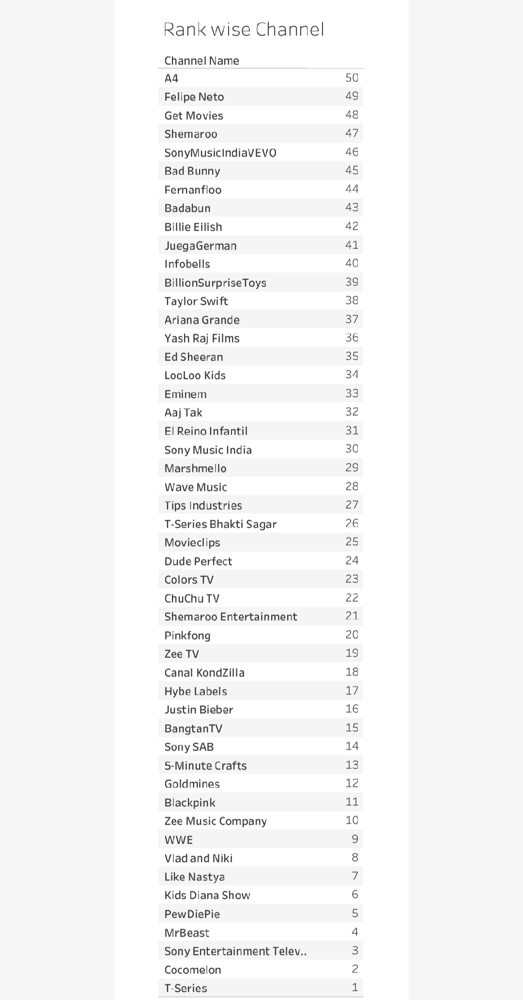 Rank wise Channel
Channel Name
A4 50
Felipe Neto 49
Get Movies 48
Shemaroo 47
SonyMusicIndiaVEVO 46
Bad Bunny 45
Fernanfloo 44
Badabun 43
Billie Eilish 42
JuegaGerman 41
Infobells 40
BillionSurpriseToys 39
Taylor Swift 38
Ariana Grande 37
Yash Raj Films 36
Ed Sheeran 35
LooLoo Kids 34
Eminem 33
Aaj Tak 32
El Reino Infantil 31
Sony Music India 30
Marshmello 29
Wave Music 28
Tips Industries 27
T-Series Bhakti Sagar 26
Movieclips 25
Dude Perfect 24
Colors TV 23
ChuChu TV 22
Shemaroo Entertainment 21
Pinkfong 20
Zee TV 19
Canal KondZilla 18
Hybe Labels 17
Justin Bieber 16
BangtanTV 15
Sony SAB 14
5-Minute Crafts 13
Goldmines 12
Blackpink 11
Zee Music Company 10
WWE 9
Vlad and Niki 8
Like Nastya 7
Kids Diana Show 6
PewDiePie 5
MrBeast 4
Sony Entertainment Telev.. 3
Cocomelon 2
T-Series 1